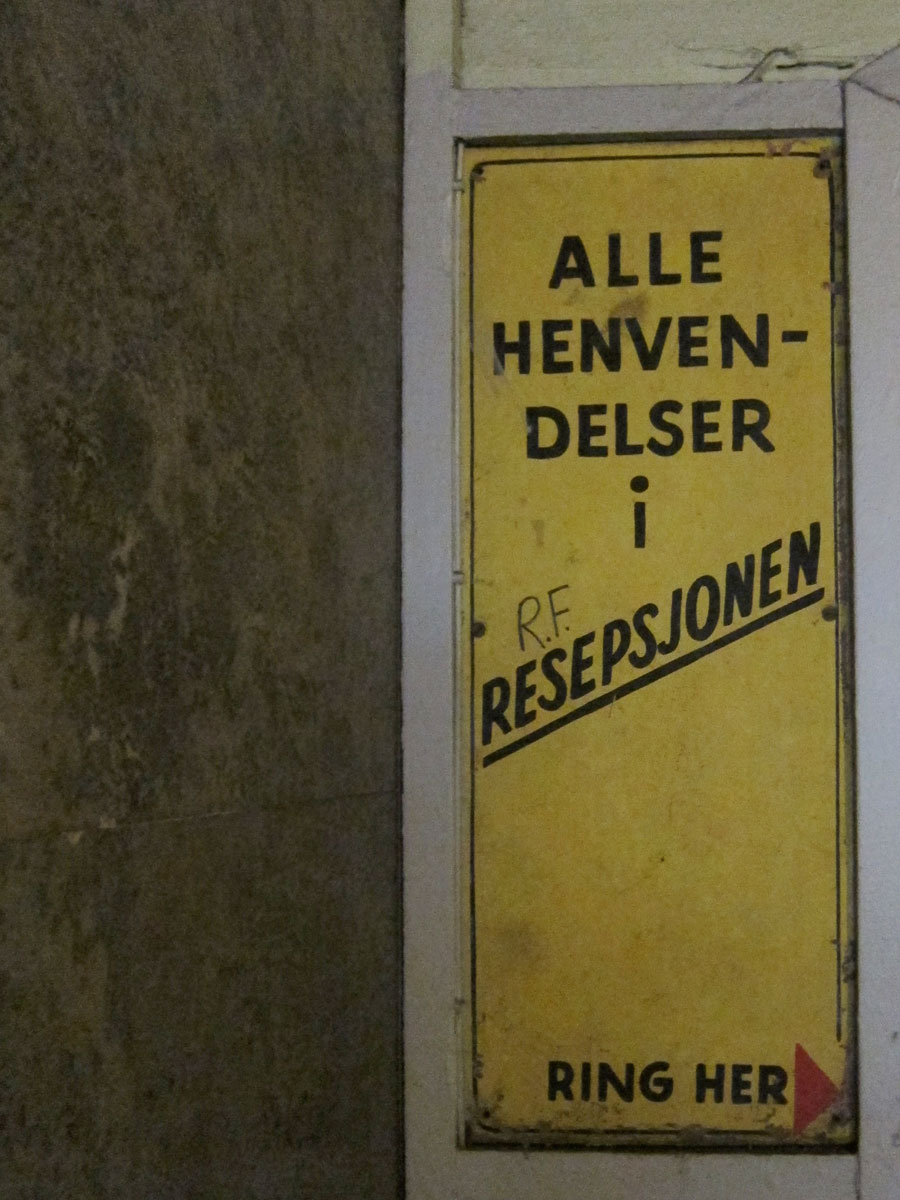 ALLE
HENVEN-
DELSER
i
R.F.
RESEPSJONEN
RING HER